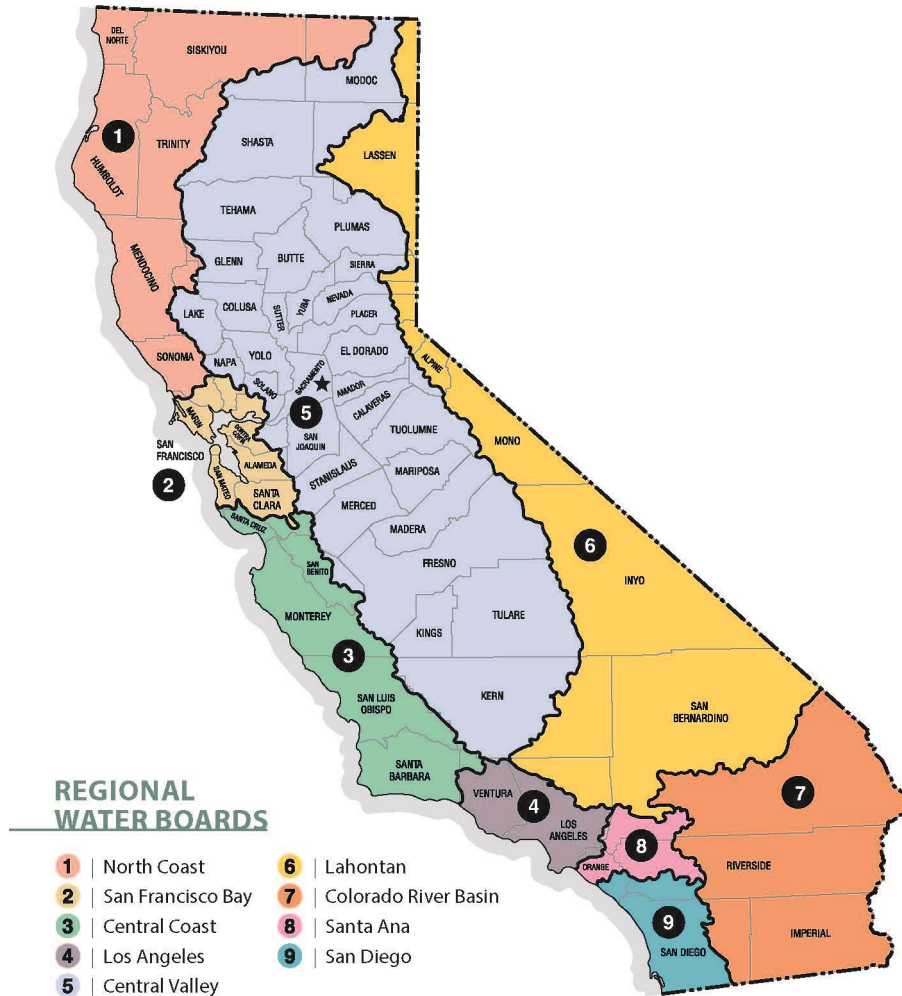 DEL
NORTE
SISKIYOU
MODOC
1
TRINITY
SHASTA
LASSEN
HUMBOLDT
TEHAMA
PLUMAS
MENDOCINO
GLENN
BUTTE
SIERRA
LAKE
COLUSA
SUTTER
YUBA
NEVADA
PLACER
SONOMA
NAPA
YOLO
EL DORADO
ALPINE
SOLANO
SACRAMENTO
AMADOR
5
CALAVERAS
MARIN
CONTRA
COSTA
SAN
JOAQUIN
TUOLUMNE
MONO
SAN
FRANCISCO
2
ALAMEDA
STANISLAUS
MARIPOSA
SAN MATEO
SANTA
CLARA
MERCED
SANTA CRUZ
MADERA
6
SAN
BENITO
FRESNO
INYO
MONTEREY
KINGS
TULARE
3
SAN LUIS
OBISPO
KERN
SAN
BERNARDINO
SANTA
BARBARA
VENTURA
4
7
LOS
ANGELES
8
ORANGE
RIVERSIDE
9
SAN DIEGO
IMPERIAL
REGIONAL
WATER BOARDS
1 | North Coast
2 | San Francisco Bay
3 | Central Coast
4 | Los Angeles
5 | Central Valley
6 | Lahontan
7 | Colorado River Basin
8 | Santa Ana
9 | San Diego